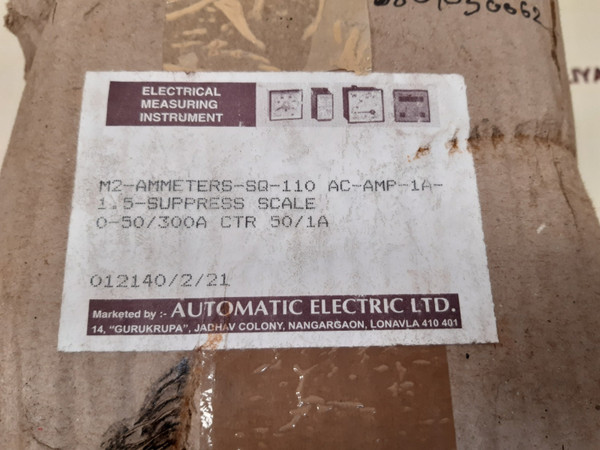 ELECTRICAL
MEASURING
INSTRUMENT
M2-AMMETERS-SQ-110 AC-AMP-1A-
1.5-SUPPRESS SCALE
0-50/300A CTR 50/1A
012140/2/21
Marketed by :- AUTOMATIC ELECTRIC LTD.
14, "GURUKRUPA", JADHAV COLONY, NANGARGAON, LONAVLA 410 401